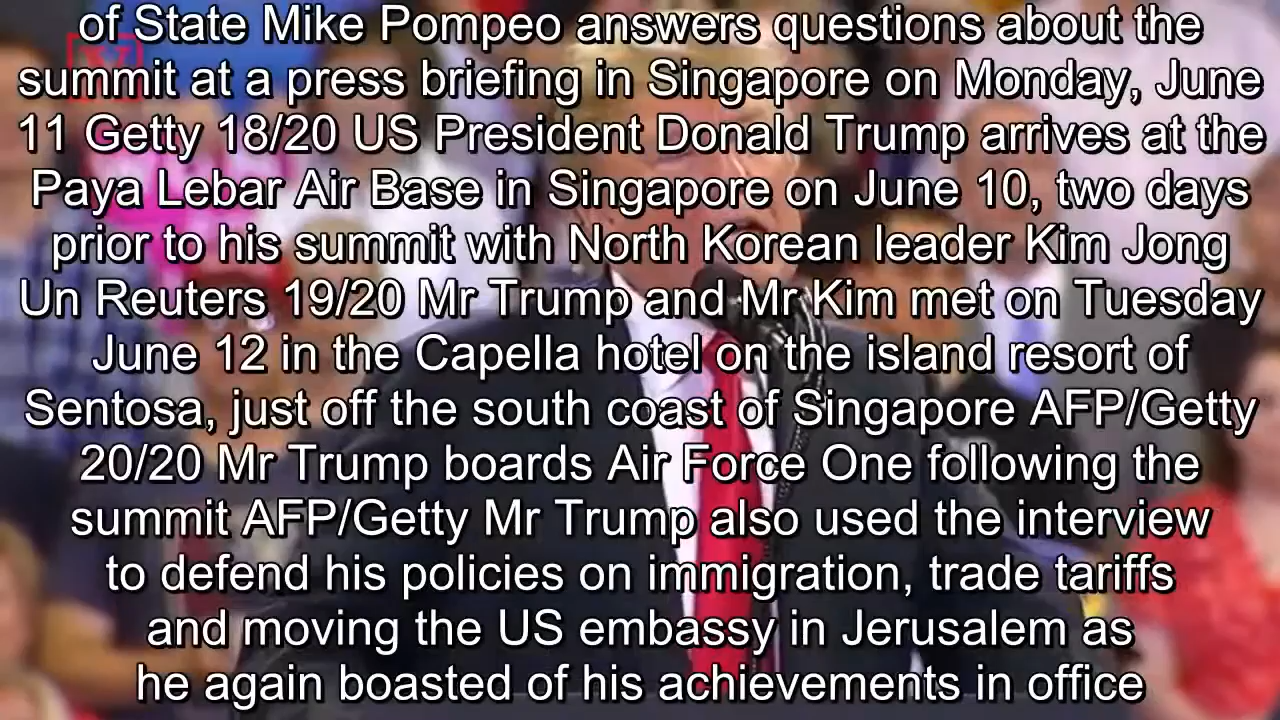 of State Mike Pompeo answers questions about the
summit at a press briefing in Singapore on Monday, June
11 Getty 18/20 US President Donald Trump arrives at the
Paya Lebar Air Base in Singapore on June 10, two days
prior to his summit with North Korean leader Kim Jong
Un Reuters 19/20 Mr Trump and Mr Kim met on Tuesday
June 12 in the Capella hotel on the island resort of
Sentosa, just off the south coast of Singapore AFP/Getty
20/20 Mr Trump boards Air Force One following the
summit AFP/Getty Mr Trump also used the interview
to defend his policies on immigration, trade tariffs
and moving the US embassy in Jerusalem as
he again boasted of his achievements in office